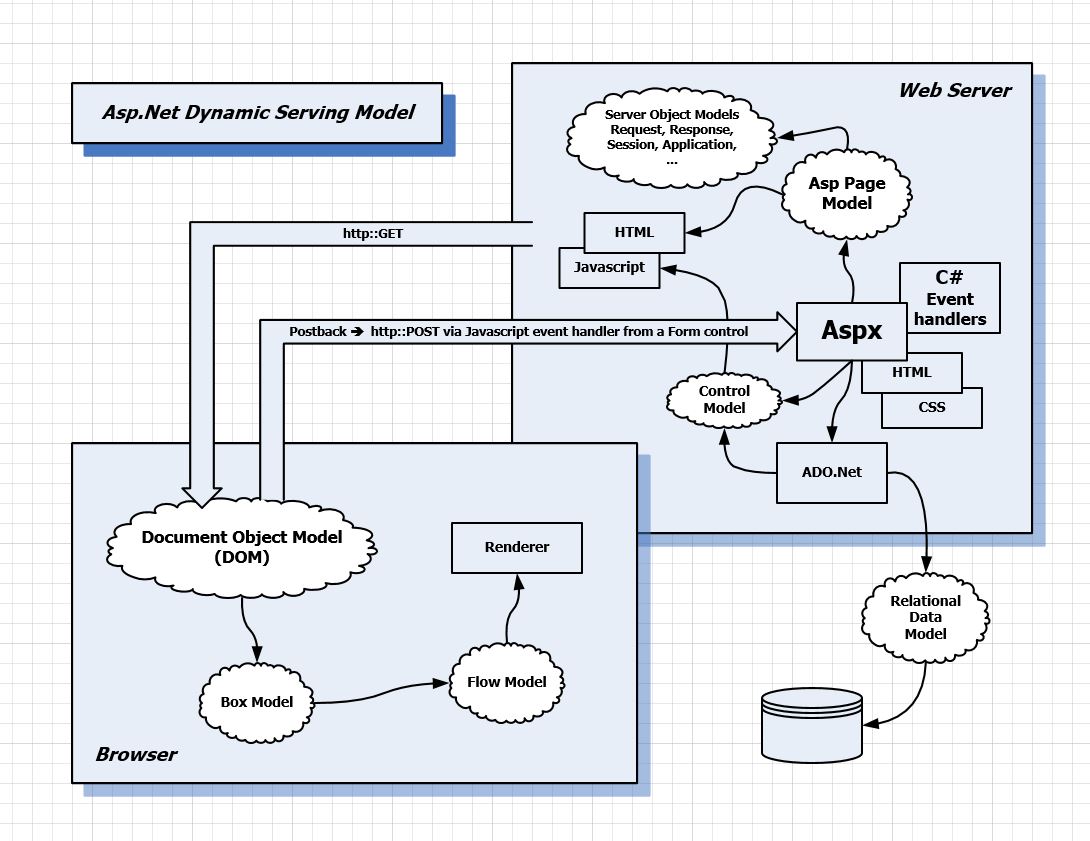 Asp.Net Dynamic Serving Model
Web Server
Server Object Models
Request, Response,
Session, Application,
...
Asp Page
Model
HTML
Javascript
http::GET
C#
Event
handlers
Postback ➔ http::POST via Javascript event handler from a Form control
Aspx
HTML
CSS
Control
Model
ADO.Net
Document Object Model
(DOM)
Renderer
Relational
Data
Model
Box Model
Flow Model
Browser